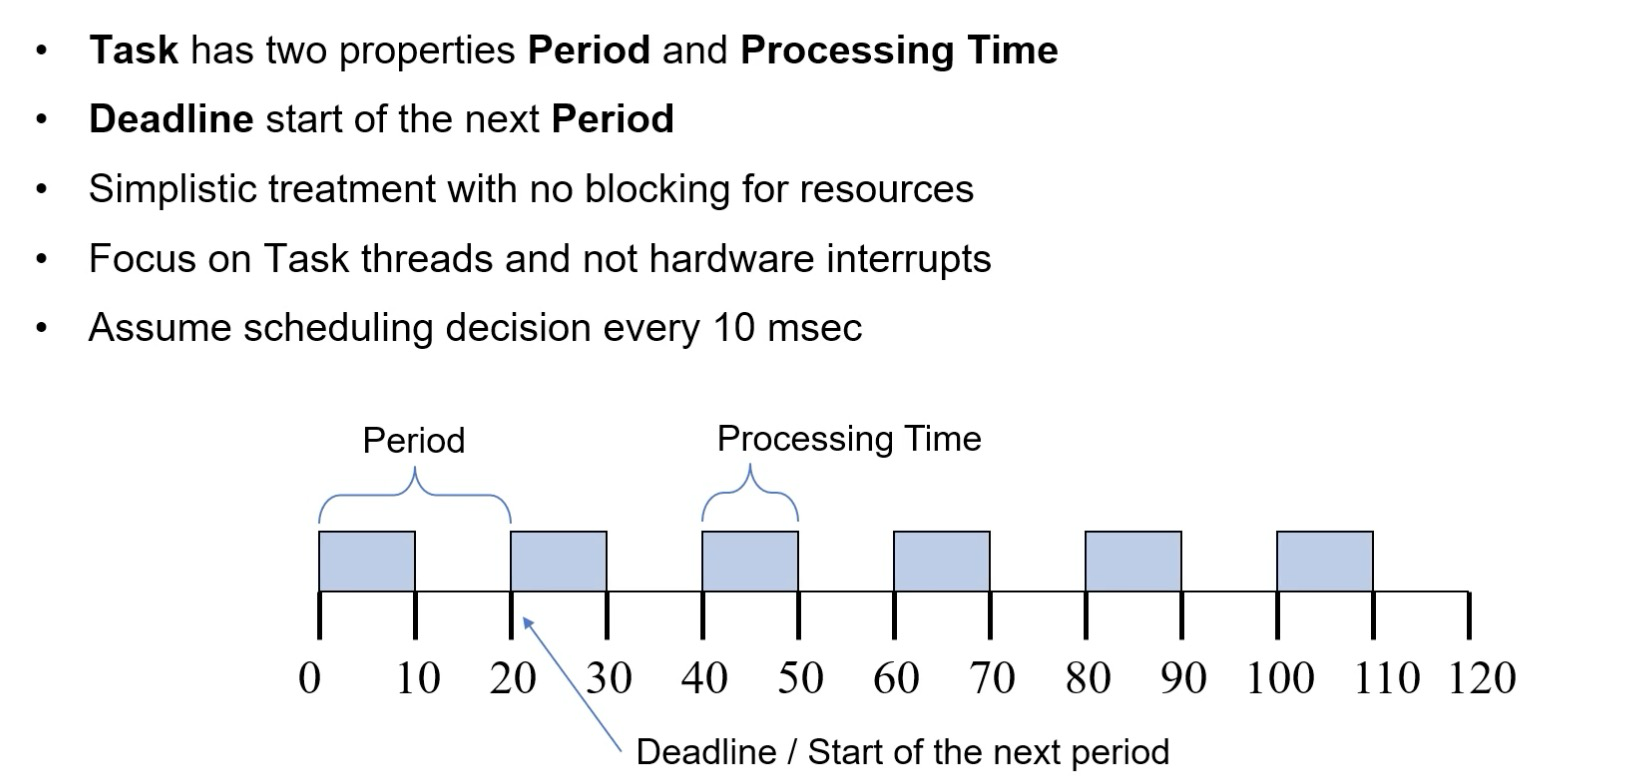 • Task has two properties Period and Processing Time
• Deadline start of the next Period
• Simplistic treatment with no blocking for resources
• Focus on Task threads and not hardware interrupts
• Assume scheduling decision every 10 msec
Period Processing Time
0 10 20 30 40 50 60 70 80 90 100 110 120
Deadline / Start of the next period